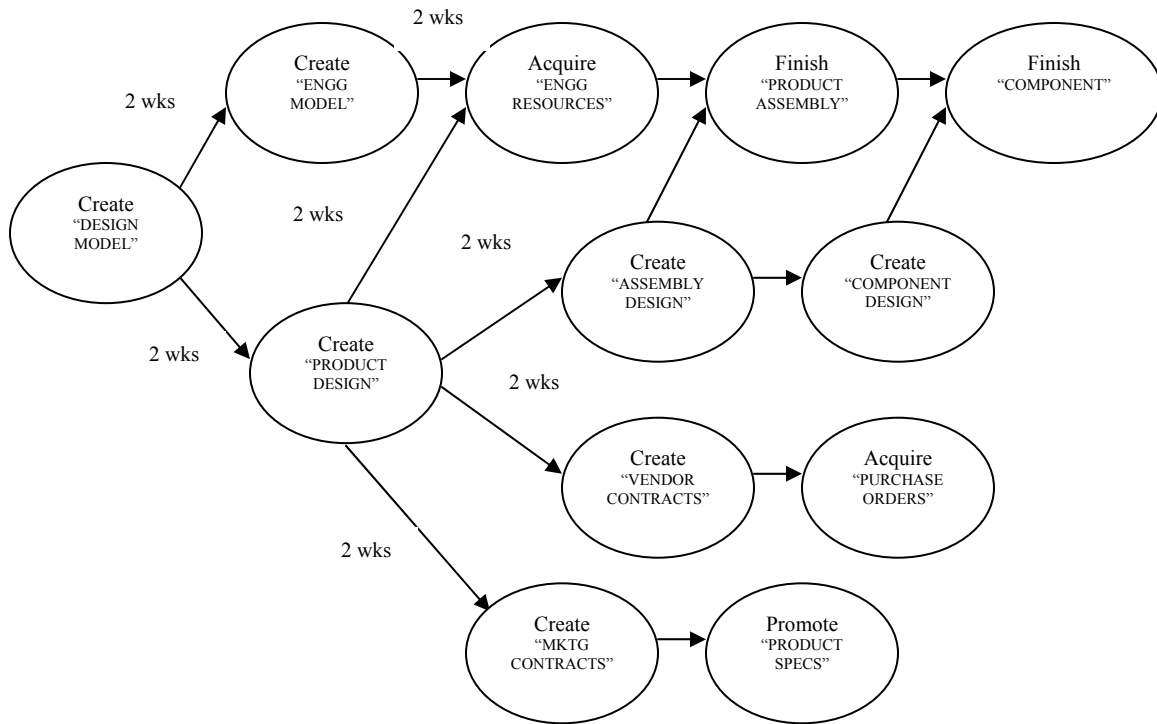 2 wks
2 wks
Create
“ENGG
MODEL”
Acquire
“ENGG
RESOURCES”
Finish
“PRODUCT
ASSEMBLY”
Finish
“COMPONENT”
Create
“DESIGN
MODEL”
2 wks
2 wks
Create
“ASSEMBLY
DESIGN”
Create
“COMPONENT
DESIGN”
2 wks
Create
“PRODUCT
DESIGN”
2 wks
Create
“VENDOR
CONTRACTS”
Acquire
“PURCHASE
ORDERS”
2 wks
Create
“MKTG
CONTRACTS”
Promote
“PRODUCT
SPECS”